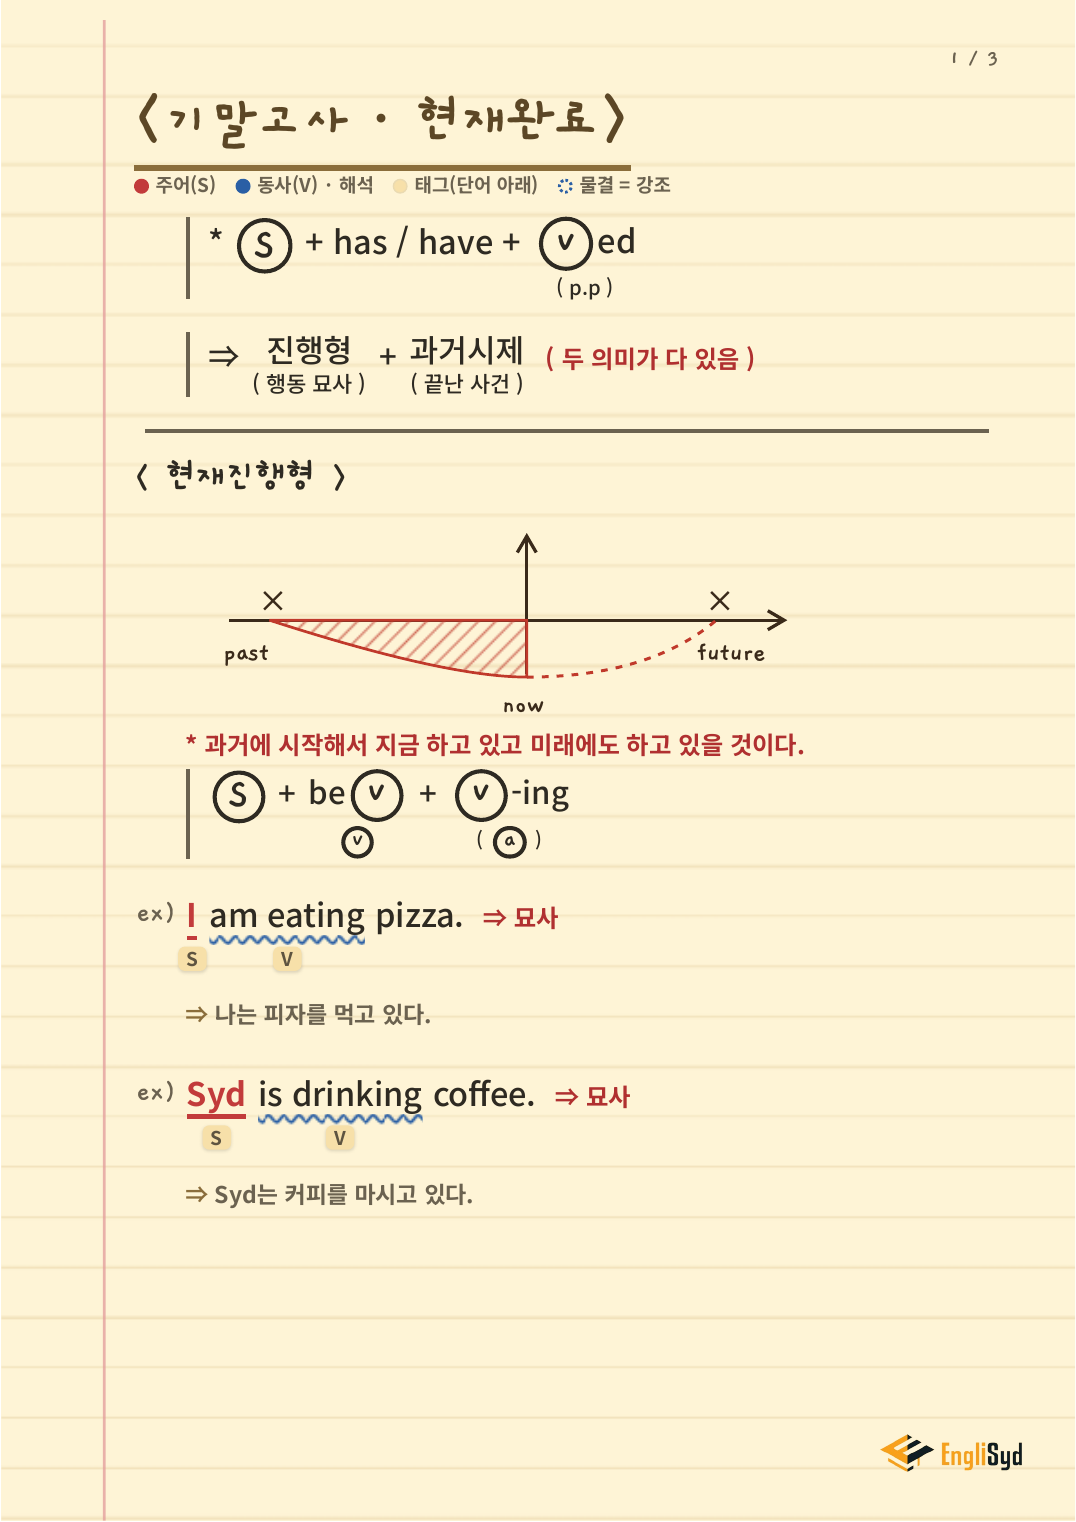 1 / 3
〈기말고사 · 현재완료〉
주어(S) 동사(V) · 해석 태그(단어 아래) 물결 = 강조
* S + has / have + v ed
( p.p )
⇒ 진행형 + 과거시제 ( 두 의미가 다 있음 )
( 행동 묘사 ) ( 끝난 사건 )
〈 현재진행형 〉
past future
now
* 과거에 시작해서 지금 하고 있고 미래에도 하고 있을 것이다.
S + be v + v -ing
v ( a )
ex) I am eating pizza. ⇒ 묘사
S V
⇒ 나는 피자를 먹고 있다.
ex) Syd is drinking coffee. ⇒ 묘사
S V
⇒ Syd는 커피를 마시고 있다.
EngliSyd